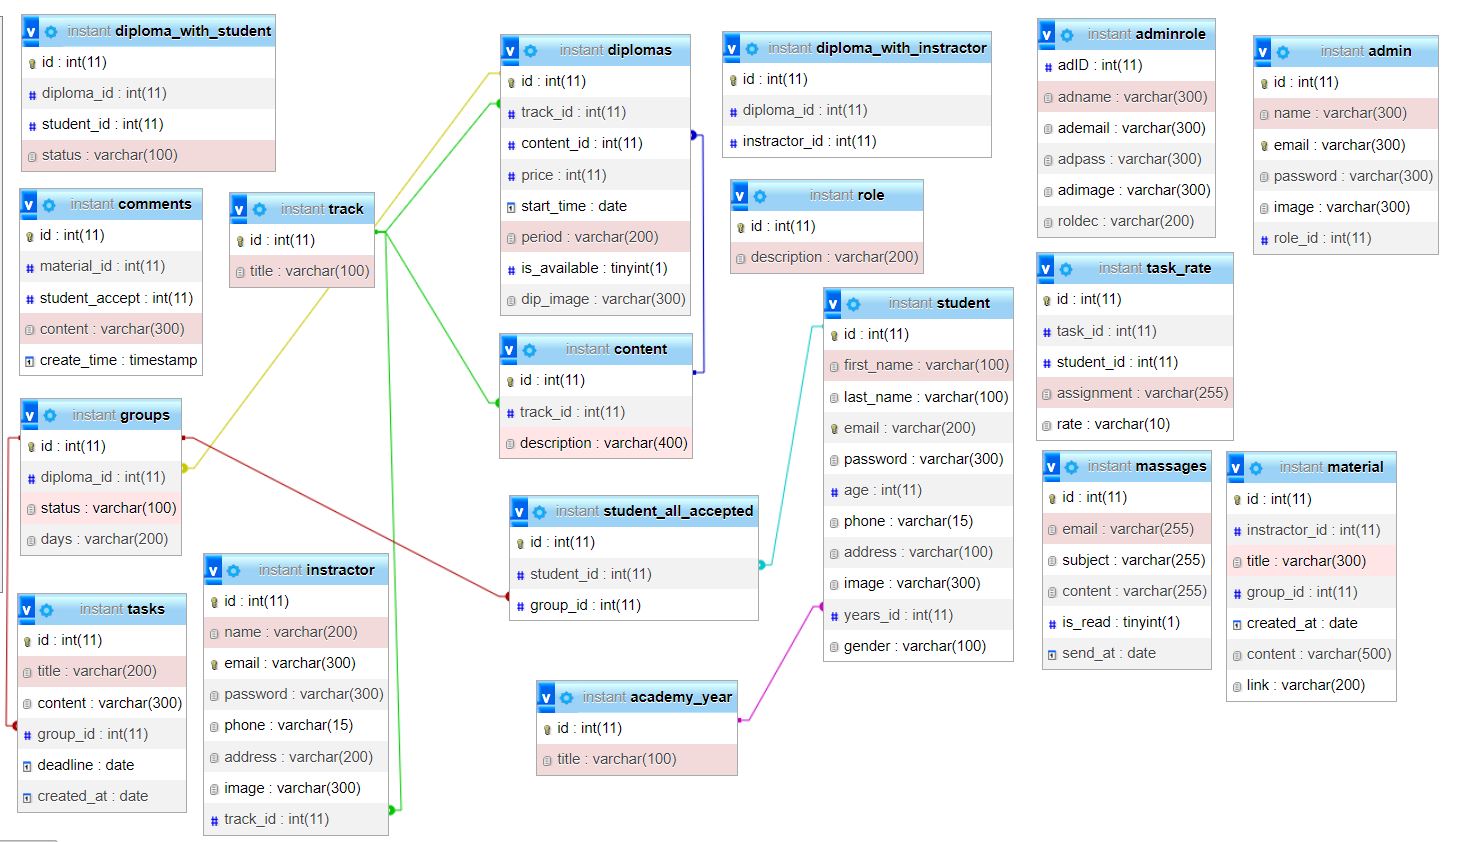 instant diploma_with_student
id : int(11)
diploma_id : int(11)
student_id : int(11)
status : varchar(100)
instant comments
id : int(11)
material_id : int(11)
student_accept : int(11)
content : varchar(300)
create_time : timestamp
instant groups
id : int(11)
diploma_id : int(11)
status : varchar(100)
days : varchar(200)
instant tasks
id : int(11)
title : varchar(200)
content : varchar(300)
group_id : int(11)
deadline : date
created_at : date
instant track
id : int(11)
title : varchar(100)
instant instractor
id : int(11)
name : varchar(200)
email : varchar(300)
password : varchar(300)
phone : varchar(15)
address : varchar(200)
image : varchar(300)
track_id : int(11)
instant diplomas
id : int(11)
track_id : int(11)
content_id : int(11)
price : int(11)
start_time : date
period : varchar(200)
is_available : tinyint(1)
dip_image : varchar(300)
instant content
id : int(11)
track_id : int(11)
description : varchar(400)
instant student_all_accepted
id : int(11)
student_id : int(11)
group_id : int(11)
instant academy_year
id : int(11)
title : varchar(100)
instant diploma_with_instractor
id : int(11)
diploma_id : int(11)
instractor_id : int(11)
instant role
id : int(11)
description : varchar(200)
instant student
id : int(11)
first_name : varchar(100)
last_name : varchar(100)
email : varchar(200)
password : varchar(300)
age : int(11)
phone : varchar(15)
address : varchar(100)
image : varchar(300)
years_id : int(11)
gender : varchar(100)
instant adminrole
adID : int(11)
adname : varchar(300)
ademail : varchar(300)
adpass : varchar(300)
adimage : varchar(300)
roldec : varchar(200)
instant admin
id : int(11)
name : varchar(300)
email : varchar(300)
password : varchar(300)
image : varchar(300)
role_id : int(11)
instant task_rate
id : int(11)
task_id : int(11)
student_id : int(11)
assignment : varchar(255)
rate : varchar(10)
instant massages
id : int(11)
email : varchar(255)
subject : varchar(255)
content : varchar(255)
is_read : tinyint(1)
send_at : date
instant material
id : int(11)
instractor_id : int(11)
title : varchar(300)
group_id : int(11)
created_at : date
content : varchar(500)
link : varchar(200)